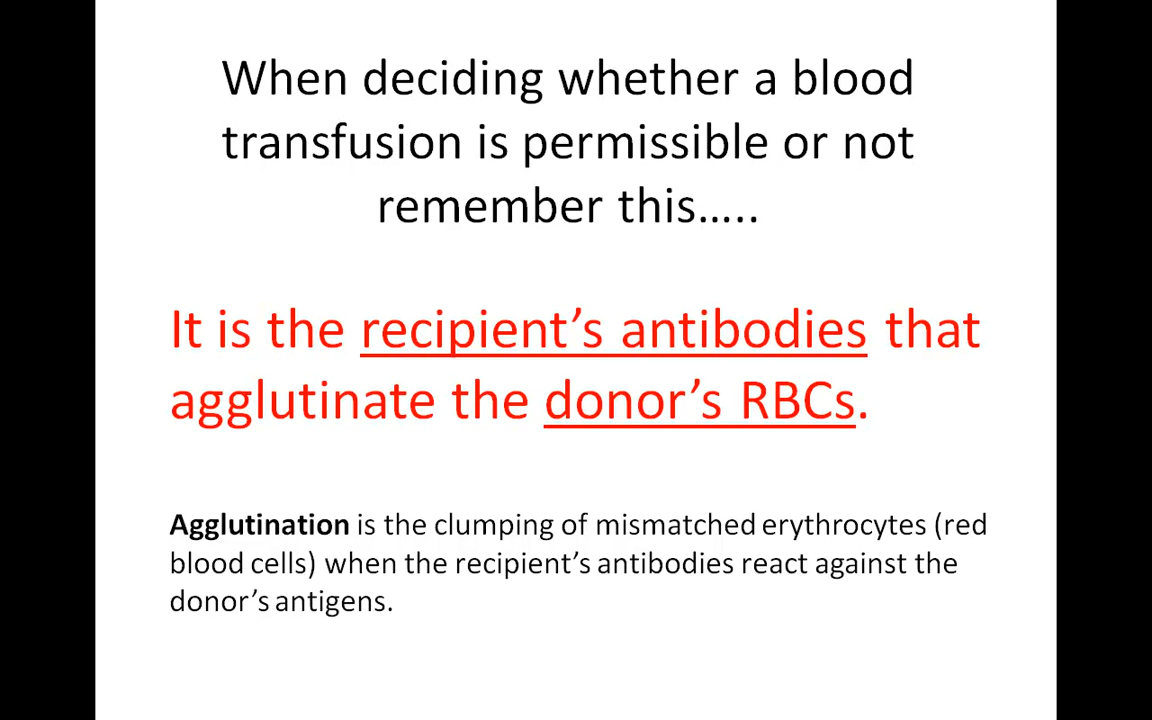 When deciding whether a blood
transfusion is permissible or not
remember this…..
It is the recipient’s antibodies that
agglutinate the donor’s RBCs.
Agglutination is the clumping of mismatched erythrocytes (red
blood cells) when the recipient’s antibodies react against the
donor’s antigens.